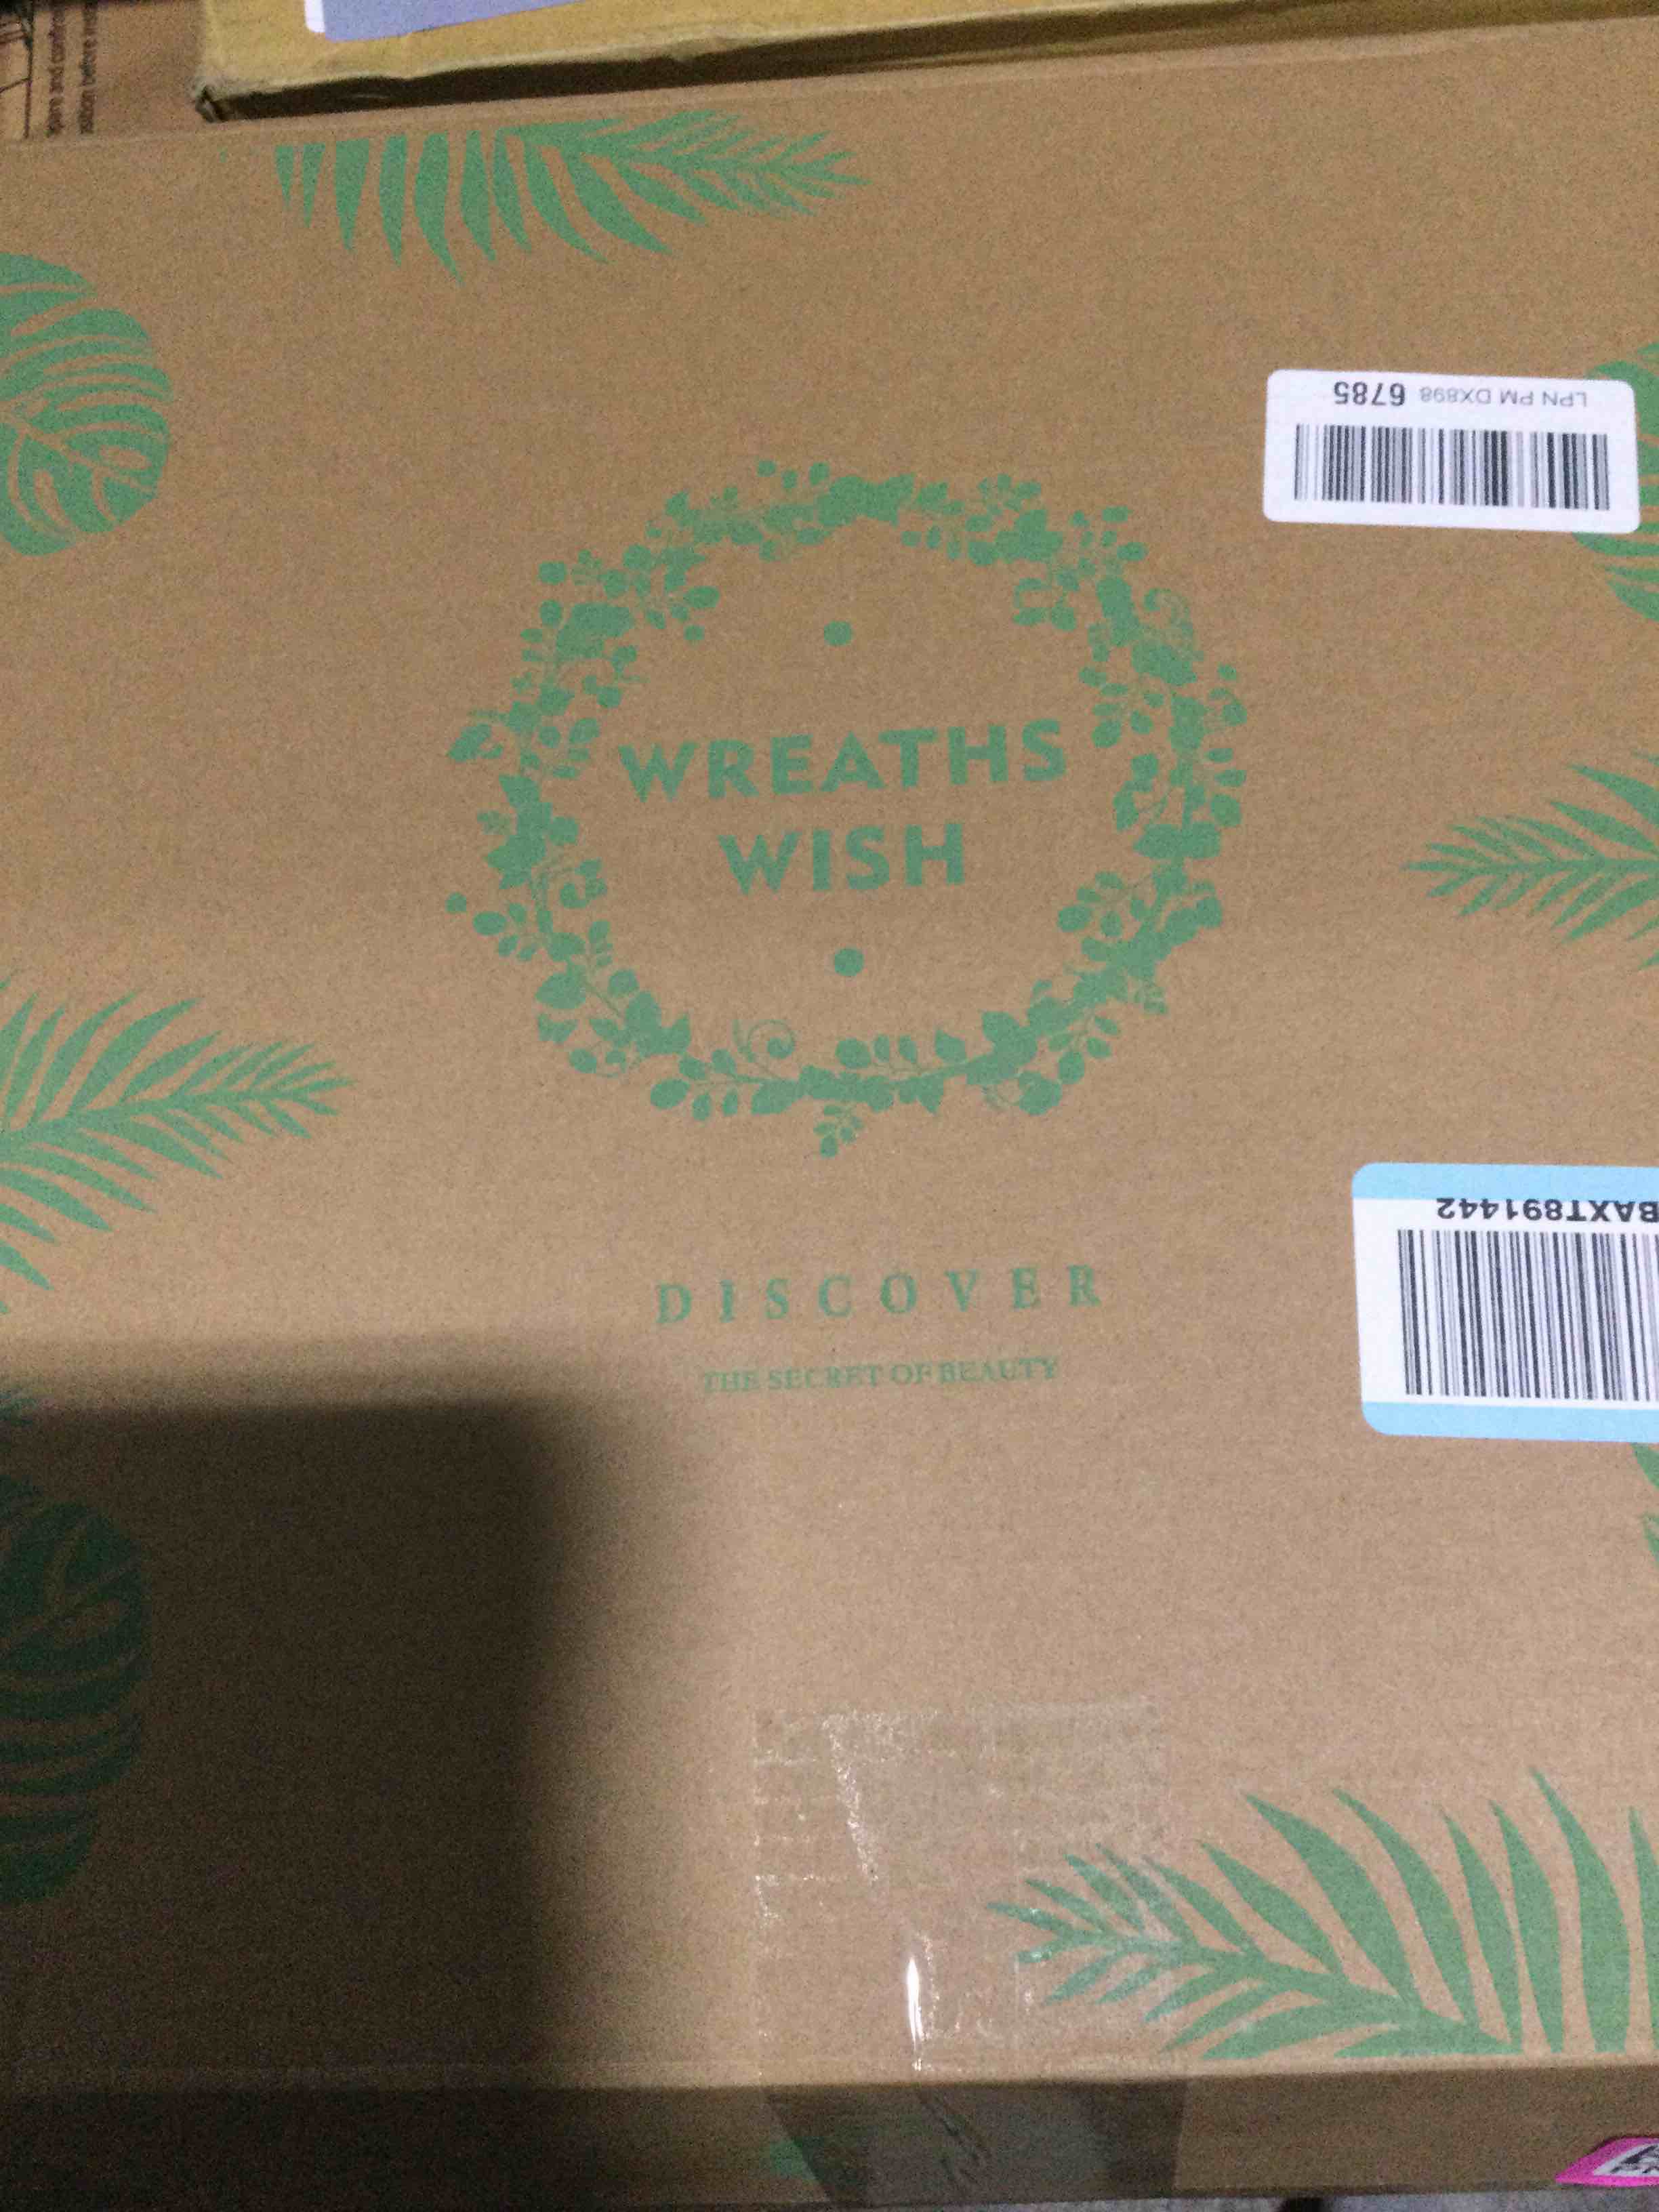 LPN PM DX898 6785
WREATHS
WISH
BAXT891442
DISCOVER
THE SECRET OF BEAUTY